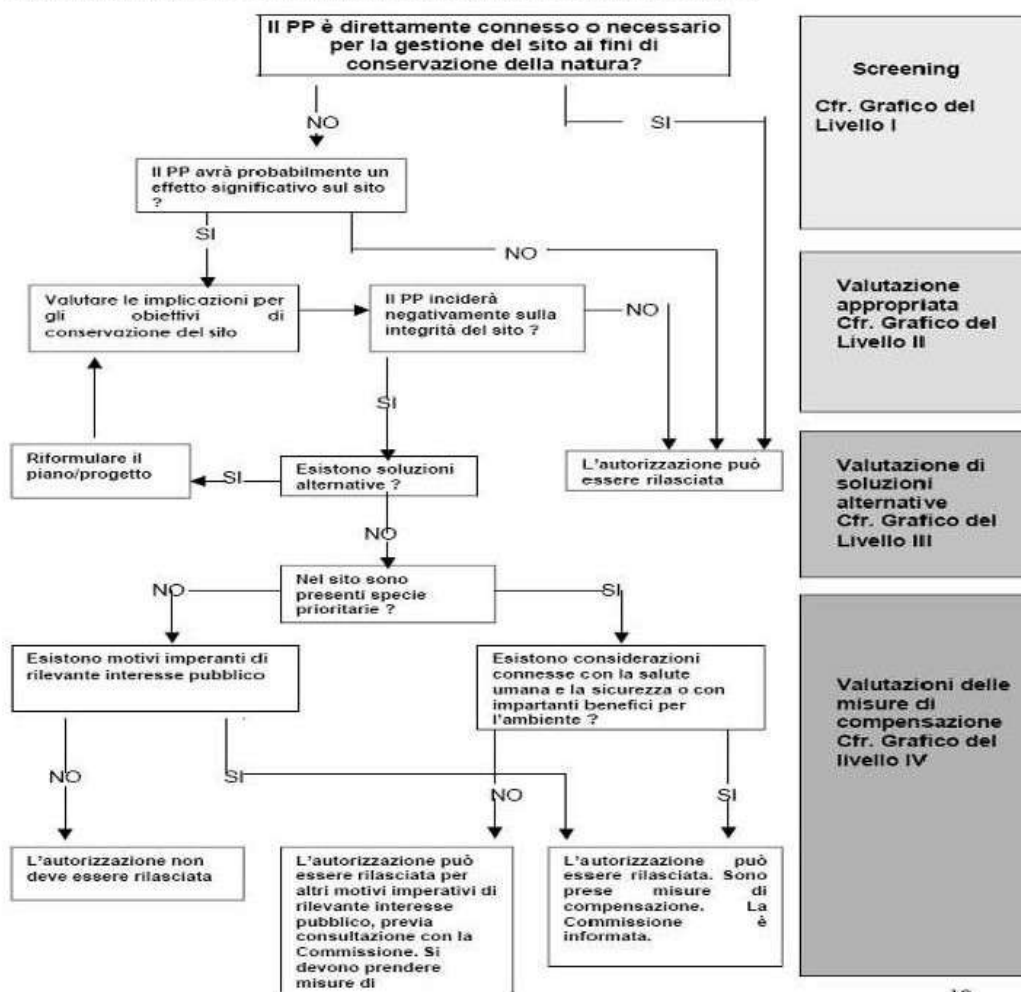 Il PP è direttamente connesso o necessario
per la gestione del sito ai fini di
conservazione della natura?
Screening
Cfr. Grafico del
Livello I
NO
SI
Il PP avrà probabilmente un
effetto significativo sul sito
?
SI
NO
Valutare le implicazioni per
gli obiettivi di
conservazione del sito
Il PP inciderà
negativamente sulla
integrità del sito ?
NO
Valutazione
appropriata
Cfr. Grafico del
Livello II
SI
Riformulare il
piano/progetto
SI
Esistono soluzioni
alternative ?
L'autorizzazione può
essere rilasciata
Valutazione di
soluzioni
alternative
Cfr. Grafico del
Livello III
NO
Nel sito sono
presenti specie
prioritarie ?
NO
SI
Esistono motivi imperanti di
rilevante interesse pubblico
Esistono considerazioni
connesse con la salute
umana e la sicurezza o con
impartanti benefici per
l'ambiente ?
Valutazioni delle
misure di
compensazione
Cfr. Grafico del
livello IV
NO
SI
NO
SI
L'autorizzazione non
deve essere rilasciata
L'autorizzazione può
essere rilasciata per
altri motivi imperativi di
rilevante interesse
pubblico, previa
consultazione con la
Commissione. Si
devono prendere
misure di
L'autorizzazione può
essere rilasciata. Sono
prese misure di
compensazione. La
Commissione è
informata.